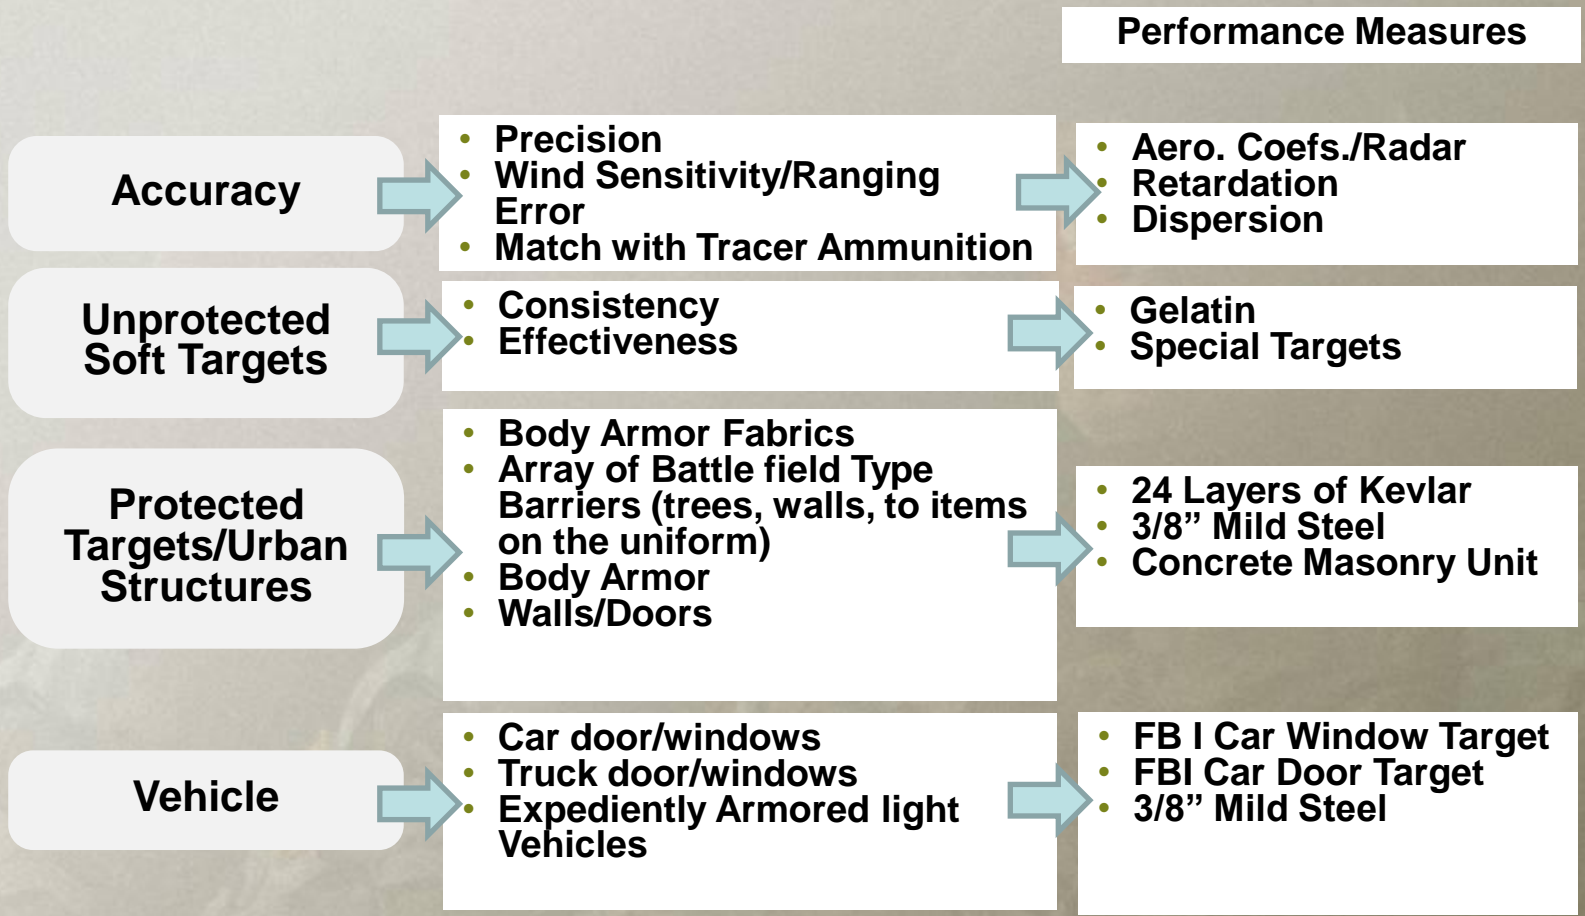 Performance Measures
Accuracy
• Precision
• Wind Sensitivity/Ranging
Error
• Match with Tracer Ammunition
• Aero. Coefs./Radar
• Retardation
• Dispersion
Unprotected
Soft Targets
• Consistency
• Effectiveness
• Gelatin
• Special Targets
Protected
Targets/Urban
Structures
• Body Armor Fabrics
• Array of Battle field Type
Barriers (trees, walls, to items
on the uniform)
• Body Armor
• Walls/Doors
• 24 Layers of Kevlar
• 3/8” Mild Steel
• Concrete Masonry Unit
Vehicle
• Car door/windows
• Truck door/windows
• Expediently Armored light
Vehicles
• FB I Car Window Target
• FBI Car Door Target
• 3/8” Mild Steel